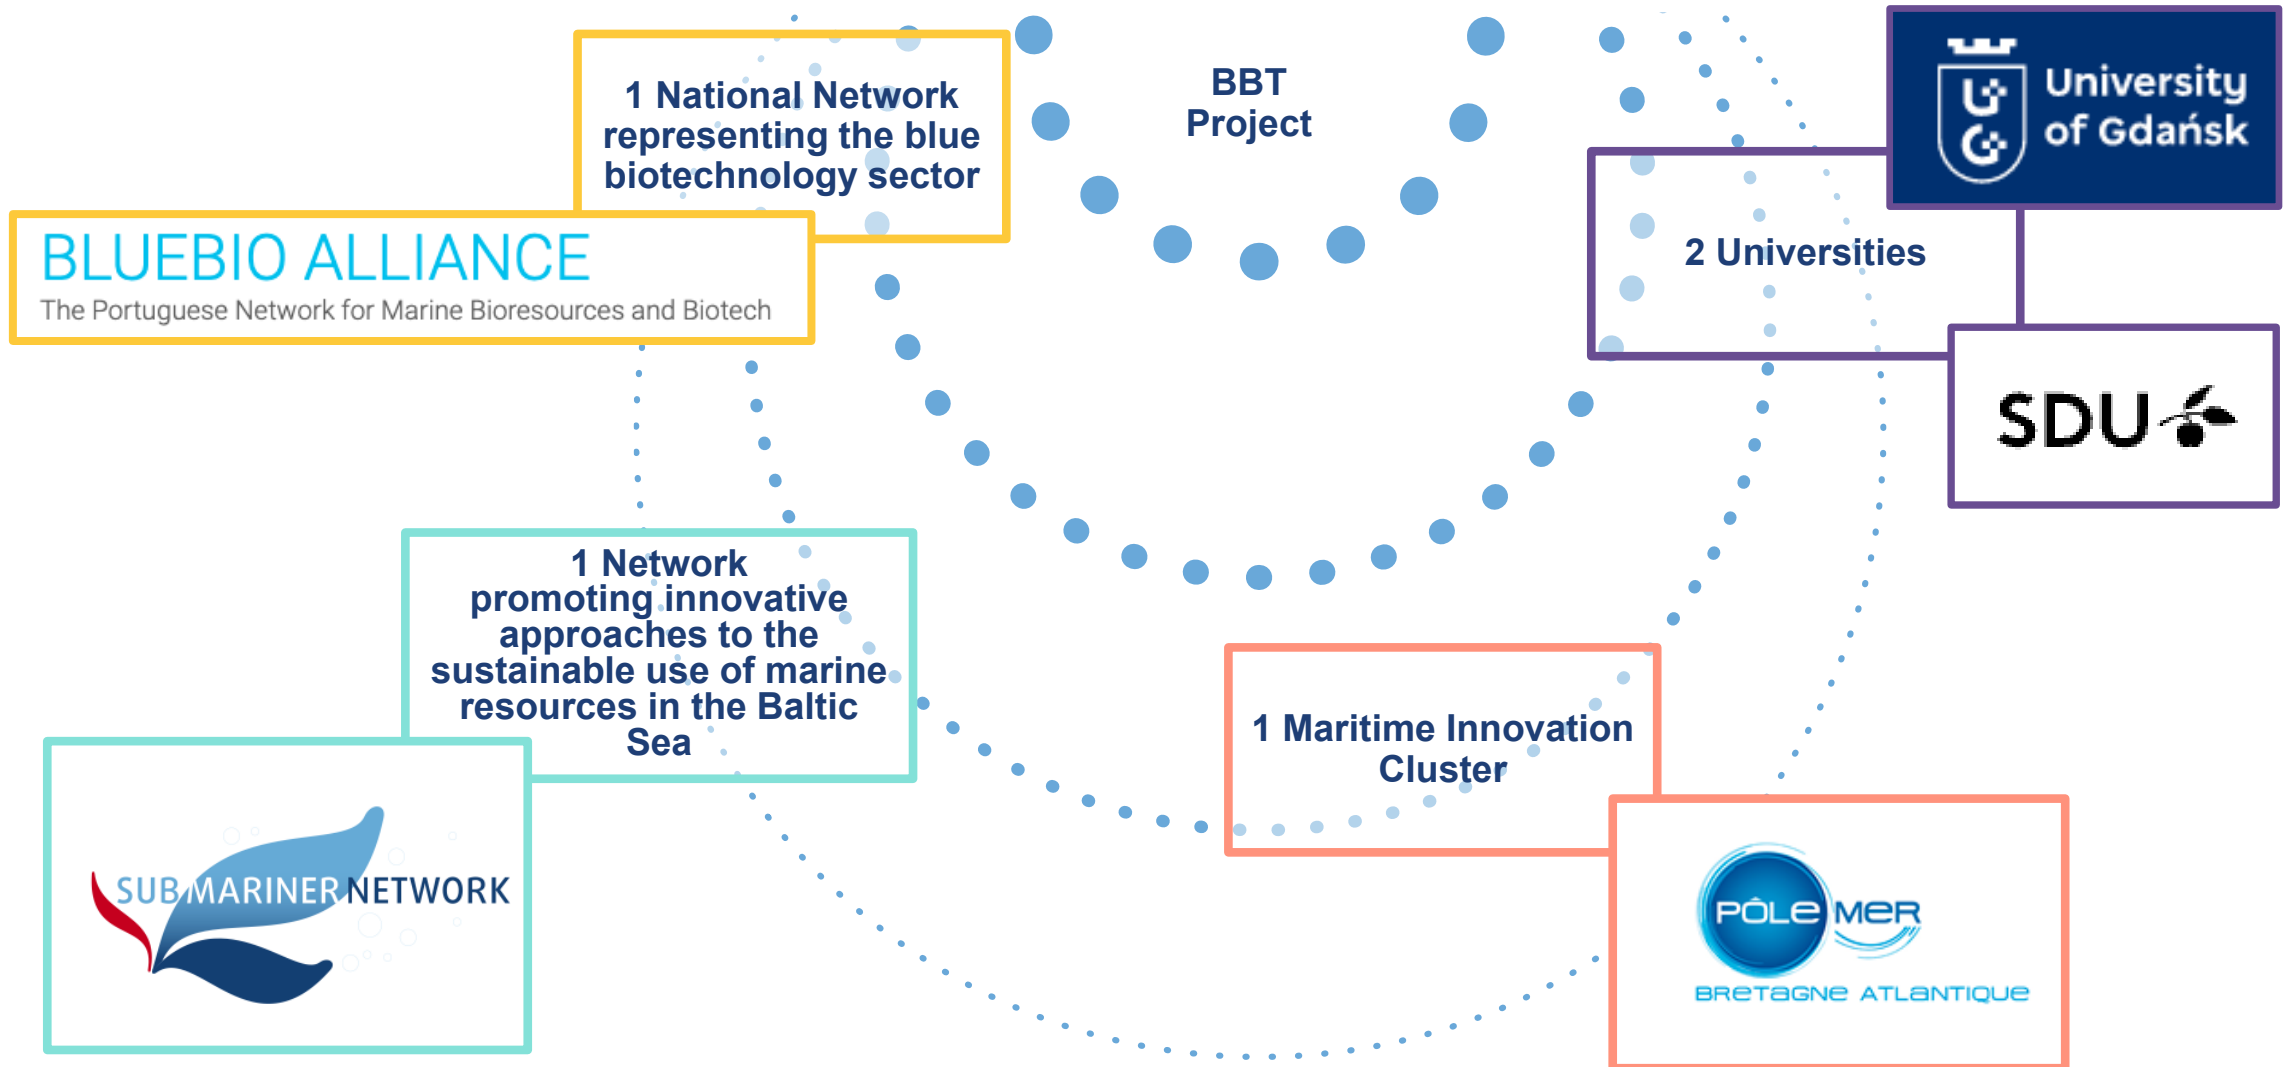 BBT
Project
1 National Network
representing the blue
biotechnology sector
BLUEBIO ALLIANCE
The Portuguese Network for Marine Bioresources and Biotech
University
of Gdańsk
UG
2 Universities
SDU
1 Network
promoting innovative
approaches to the
sustainable use of marine
resources in the Baltic
Sea
SUBMARINER NETWORK
1 Maritime Innovation
Cluster
PÔLE MER
BRETAGNE ATLANTIQUE